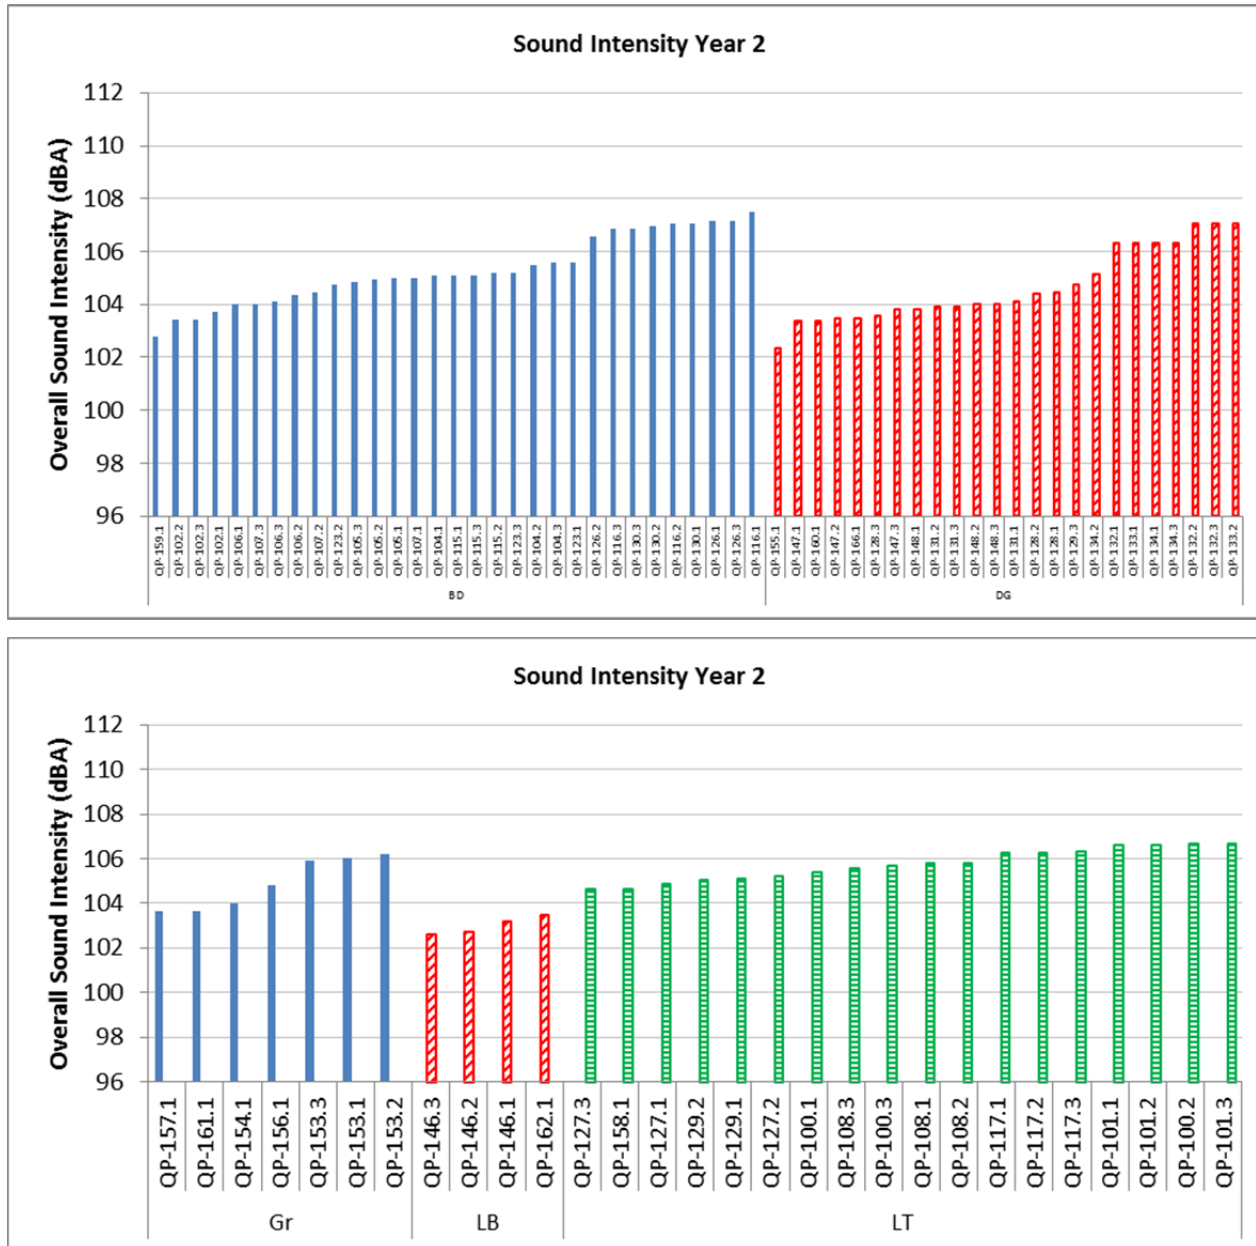 Sound Intensity Year 2
Overall Sound Intensity (dBA)
112
110
108
106
104
102
100
98
96
QP-159.1
QP-102.2
QP-102.3
QP-102.1
QP-106.1
QP-107.3
QP-106.3
QP-106.2
QP-107.2
QP-123.2
QP-105.3
QP-105.2
QP-105.1
QP-107.1
QP-104.1
QP-115.1
QP-115.3
QP-115.2
QP-123.3
QP-104.2
QP-104.3
QP-123.1
QP-126.2
QP-116.3
QP-130.3
QP-130.2
QP-116.2
QP-130.1
QP-126.1
QP-126.3
QP-116.1
QP-155.1
QP-147.1
QP-160.1
QP-147.2
QP-166.1
QP-128.3
QP-147.3
QP-148.1
QP-131.2
QP-131.3
QP-148.2
QP-148.3
QP-131.1
QP-128.2
QP-128.1
QP-129.3
QP-134.2
QP-132.1
QP-133.1
QP-134.1
QP-134.3
QP-132.2
QP-132.3
QP-133.2
BD
DG
Sound Intensity Year 2
Overall Sound Intensity (dBA)
112
110
108
106
104
102
100
98
96
QP-157.1
QP-161.1
QP-154.1
QP-156.1
QP-153.3
QP-153.1
QP-153.2
QP-146.3
QP-146.2
QP-146.1
QP-162.1
QP-127.3
QP-158.1
QP-127.1
QP-129.2
QP-129.1
QP-127.2
QP-100.1
QP-108.3
QP-100.3
QP-108.1
QP-108.2
QP-117.1
QP-117.2
QP-117.3
QP-101.1
QP-101.2
QP-100.2
QP-101.3
Gr
LB
LT